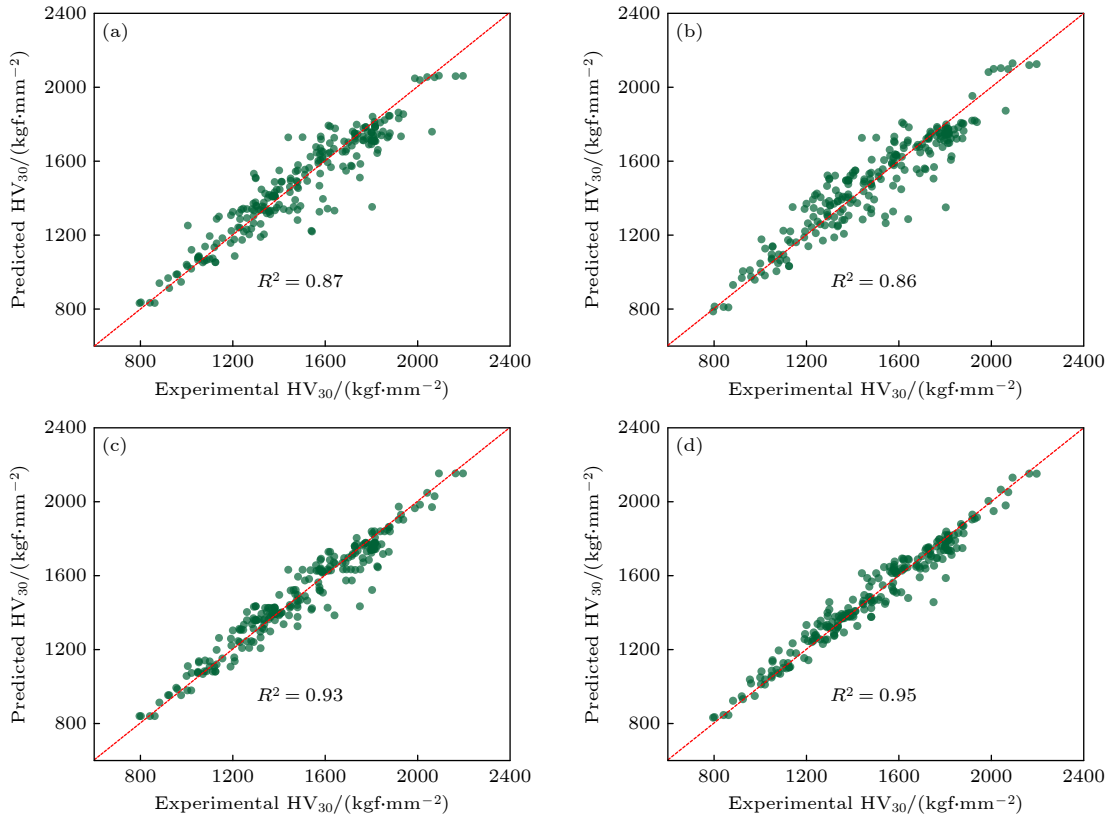 (a)
2400
2000
1600
1200
800
Predicted HV₃₀/(kgf·mm⁻²)
R² = 0.87
800 1200 1600 2000 2400
Experimental HV₃₀/(kgf·mm⁻²)
(b)
2400
2000
1600
1200
800
Predicted HV₃₀/(kgf·mm⁻²)
R² = 0.86
800 1200 1600 2000 2400
Experimental HV₃₀/(kgf·mm⁻²)
(c)
2400
2000
1600
1200
800
Predicted HV₃₀/(kgf·mm⁻²)
R² = 0.93
800 1200 1600 2000 2400
Experimental HV₃₀/(kgf·mm⁻²)
(d)
2400
2000
1600
1200
800
Predicted HV₃₀/(kgf·mm⁻²)
R² = 0.95
800 1200 1600 2000 2400
Experimental HV₃₀/(kgf·mm⁻²)